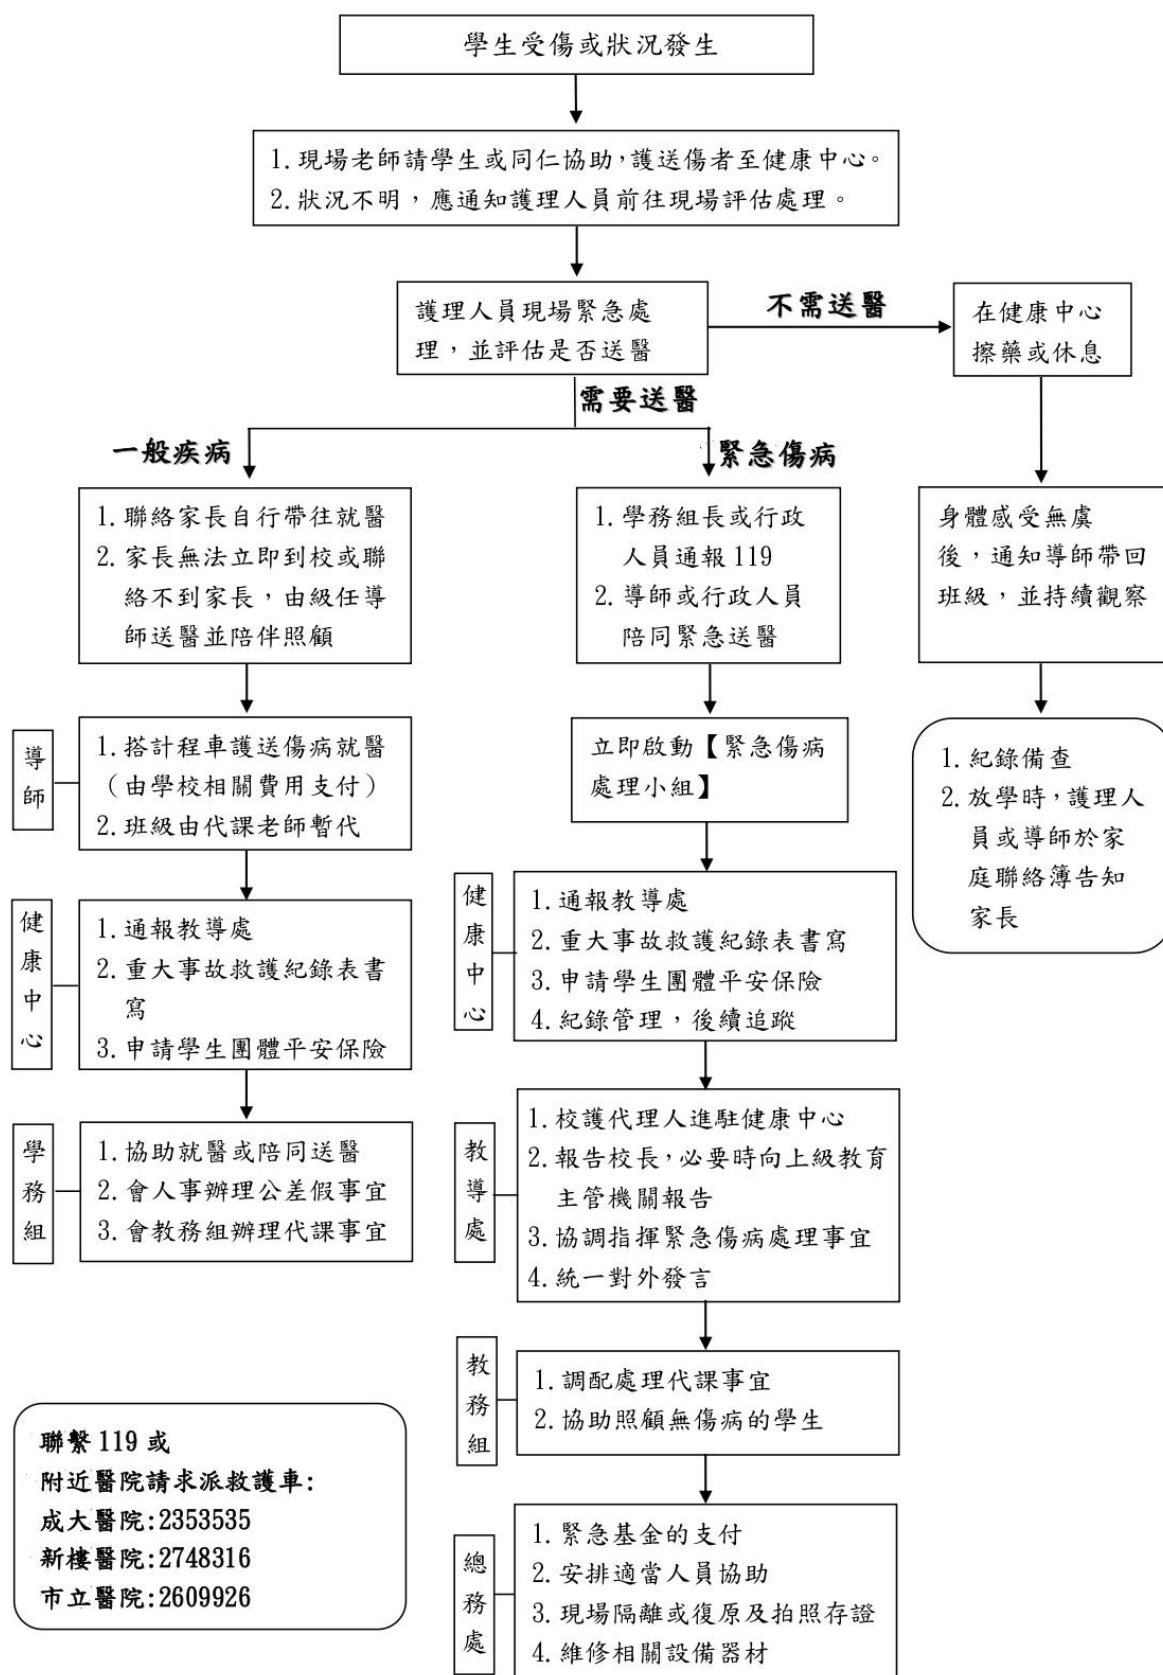 學生受傷或狀況發生
1.現場老師請學生或同仁協助，護送傷者至健康中心。
2.狀況不明，應通知護理人員前往現場評估處理。
護理人員現場緊急處
理，並評估是否送醫
不需送醫
在健康中心
擦藥或休息
需要送醫
一般疾病
緊急傷病
1.聯絡家長自行帶往就醫
2.家長無法立即到校或聯
絡不到家長，由級任導
師送醫並陪伴照顧
1.學務組長或行政
人員通報 119
2.導師或行政人員
陪同緊急送醫
身體感受無虞
後，通知導師帶回
班級，並持續觀察
導師
1.搭計程車護送傷病就醫
（由學校相關費用支付）
2.班級由代課老師暫代
立即啟動【緊急傷病
處理小組】
1.紀錄備查
2.放學時，護理人
員或導師於家
庭聯絡簿告知
家長
健康中心
1.通報教導處
2.重大事故救護紀錄表書
寫
3.申請學生團體平安保險
健康中心
1.通報教導處
2.重大事故救護紀錄表書寫
3.申請學生團體平安保險
4.紀錄管理，後續追蹤
學務組
1.協助就醫或陪同送醫
2.會人事辦理公差假事宜
3.會教務組辦理代課事宜
教導處
1.校護代理人進駐健康中心
2.報告校長，必要時向上級教育
主管機關報告
3.協調指揮緊急傷病處理事宜
4.統一對外發言
教務組
1.調配處理代課事宜
2.協助照顧無傷病的學生
聯繫 119 或
附近醫院請求派救護車:
成大醫院:2353535
新樓醫院:2748316
市立醫院:2609926
總務處
1.緊急基金的支付
2.安排適當人員協助
3.現場隔離或復原及拍照存證
4.維修相關設備器材